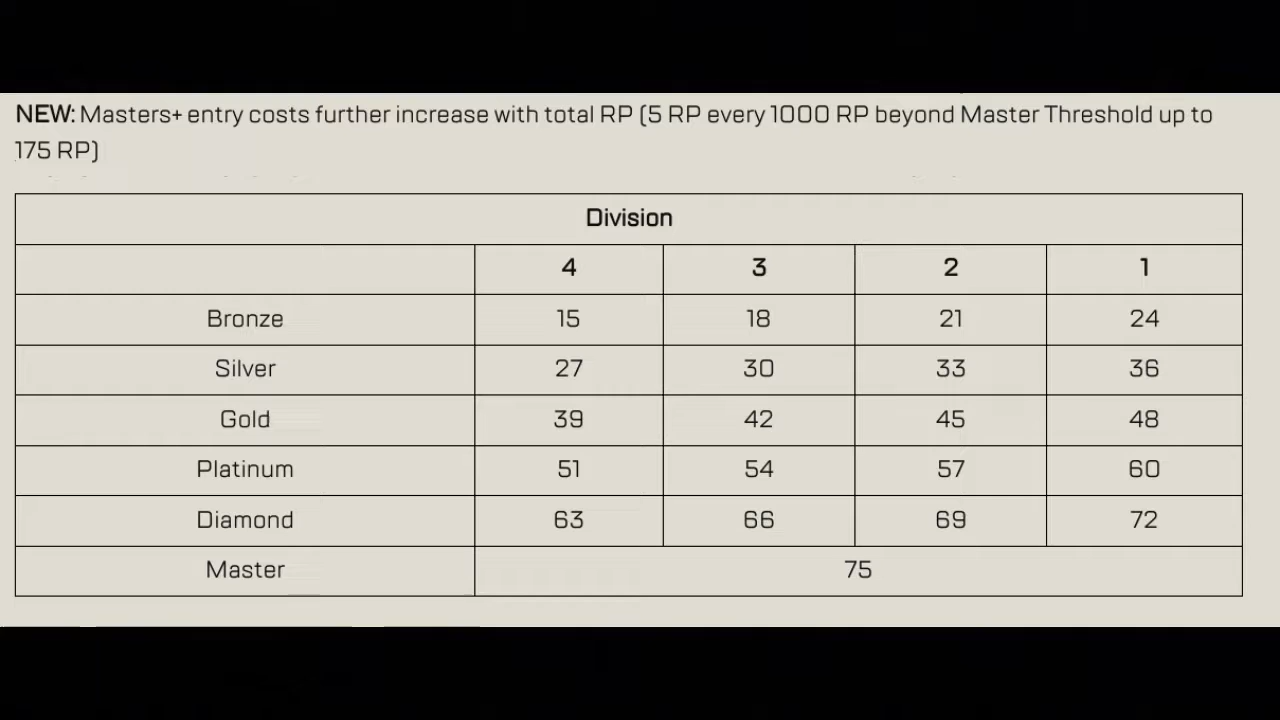 NEW: Masters+ entry costs further increase with total RP (5 RP every 1000 RP beyond Master Threshold up to
175 RP)
Division
4 3 2 1
Bronze 15 18 21 24
Silver 27 30 33 36
Gold 39 42 45 48
Platinum 51 54 57 60
Diamond 63 66 69 72
Master 75